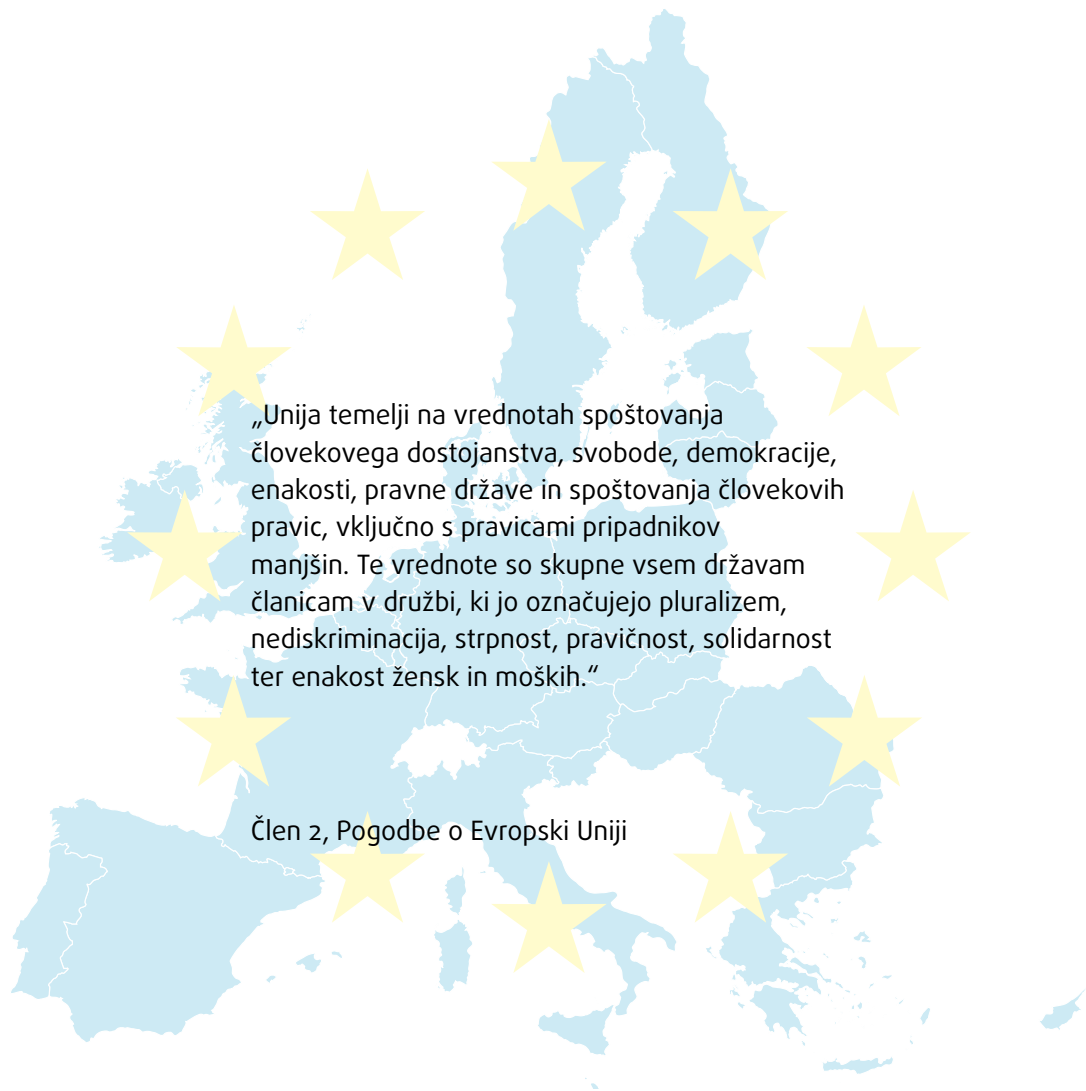 „Unija temelji na vrednotah spoštovanja
človekovega dostojanstva, svobode, demokracije,
enakosti, pravne države in spoštovanja človekovih
pravic, vključno s pravicami pripadnikov
manjšin. Te vrednote so skupne vsem državam
članicam v družbi, ki jo označujejo pluralizem,
nediskriminacija, strpnost, pravičnost, solidarnost
ter enakost žensk in moških.“
Člen 2, Pogodbe o Evropski Uniji